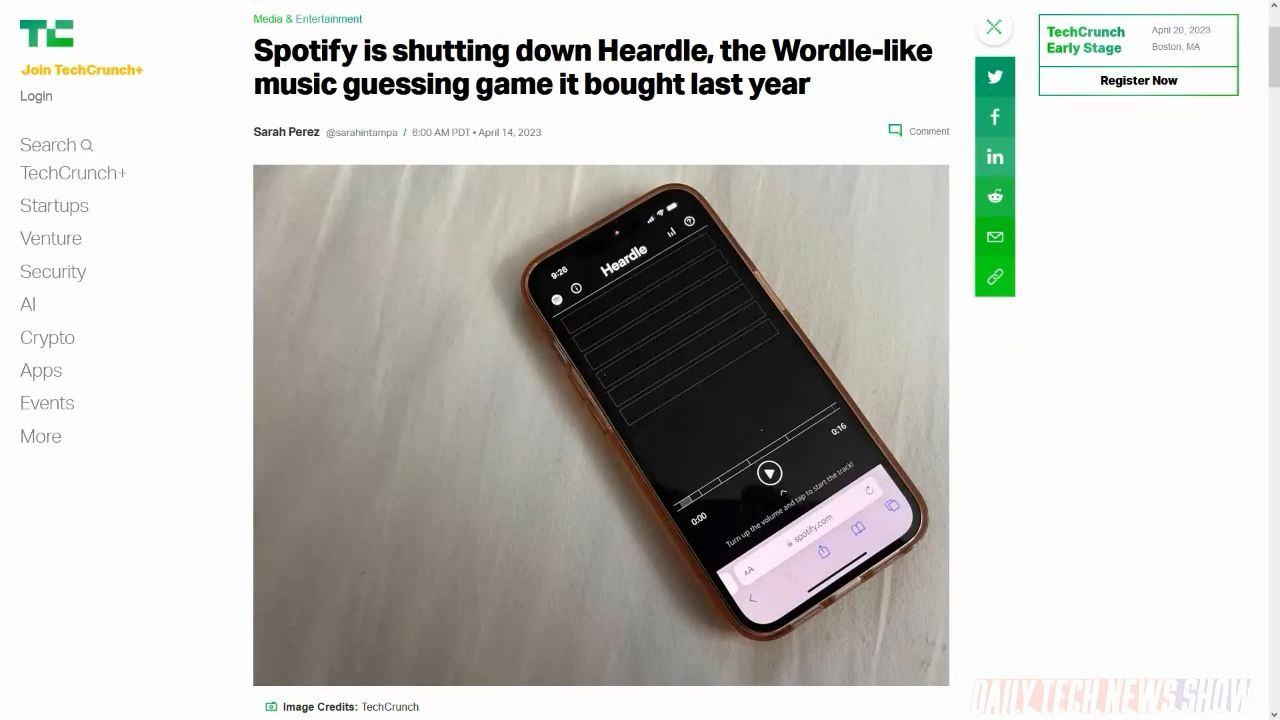 TC
Join TechCrunch+
Login
Search
TechCrunch+
Startups
Venture
Security
AI
Crypto
Apps
Events
More
Media & Entertainment
Spotify is shutting down Heardle, the Wordle-like
music guessing game it bought last year
Sarah Perez @sarahintampa / 6:00 AM PDT • April 14, 2023
Comment
9:26
Heardle
0:00
0:16
Turn up the volume and tap to start the track!
AA
spotify.com
Image Credits: TechCrunch
TechCrunch
Early Stage
April 20, 2023
Boston, MA
Register Now
in
DAILY TECH NEWS SHOW